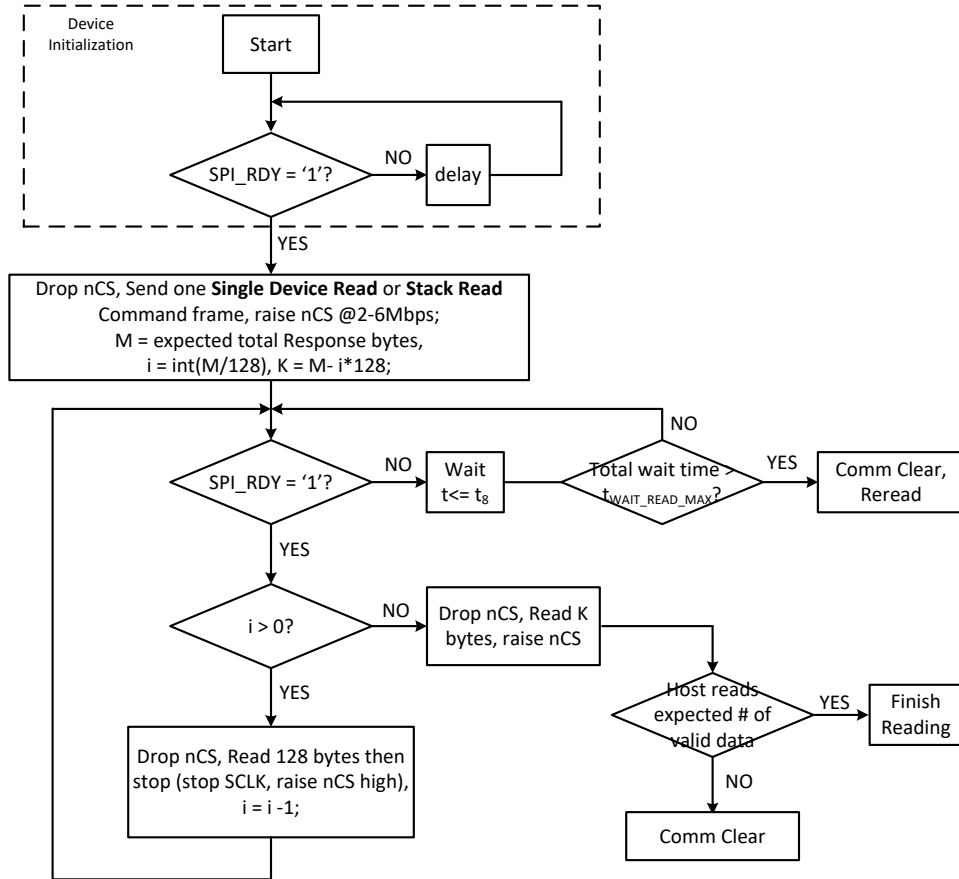 Device
Initialization
Start
SPI_RDY = ‘1’?
NO
delay
YES
Drop nCS, Send one Single Device Read or Stack Read
Command frame, raise nCS @2-6Mbps;
M = expected total Response bytes,
i = int(M/128), K = M- i*128;
SPI_RDY = ‘1’?
NO
Wait
t<= t8
NO
Total wait time >
tWAIT_READ_MAX?
YES
Comm Clear,
Reread
YES
i > 0?
NO
Drop nCS, Read K
bytes, raise nCS
Host reads
expected # of
valid data
YES
Finish
Reading
NO
Comm Clear
YES
Drop nCS, Read 128 bytes then
stop (stop SCLK, raise nCS high),
i = i -1;